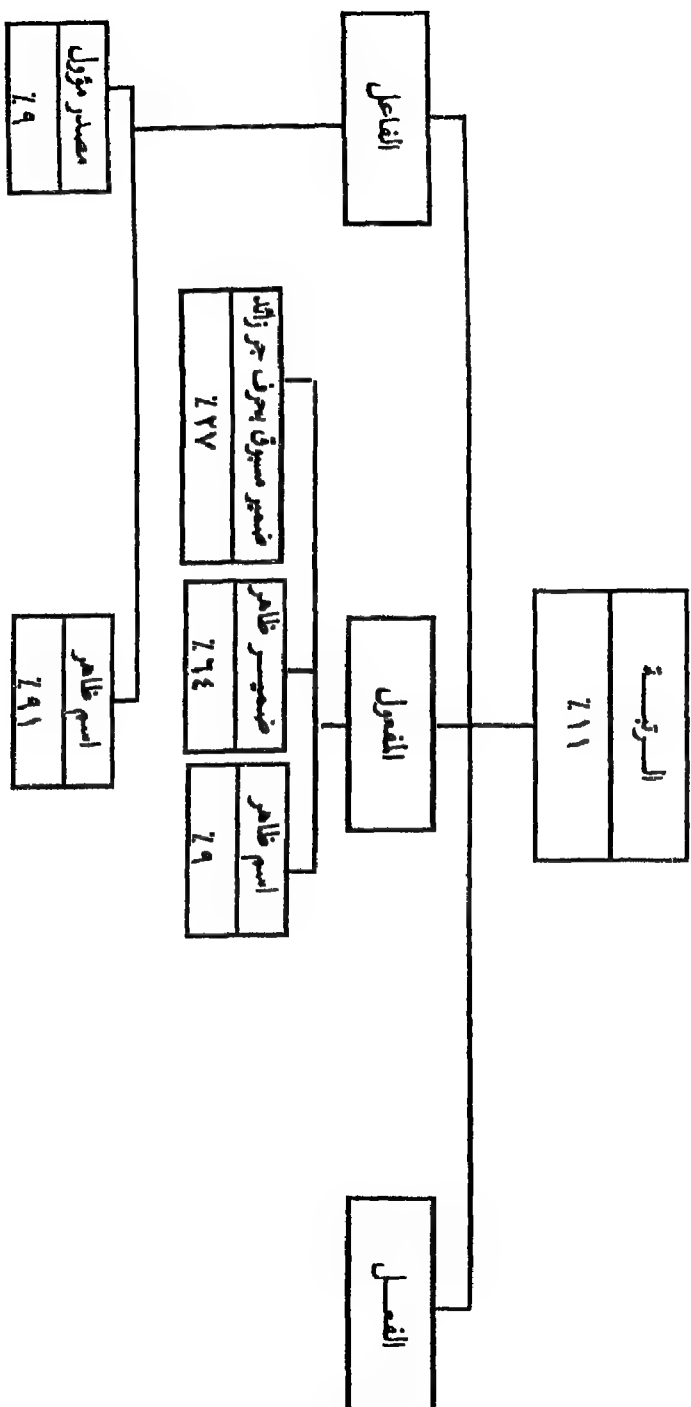 الرتبة
٪١١
الفعل
المفعول
الفاعل
اسم ظاهر
٪٩
ضمير ظاهر
٪٦٤
ضمير مسبوق بحرف جر زائد
٪٢٧
اسم ظاهر
٪٩١
مصدر مؤول
٪٩